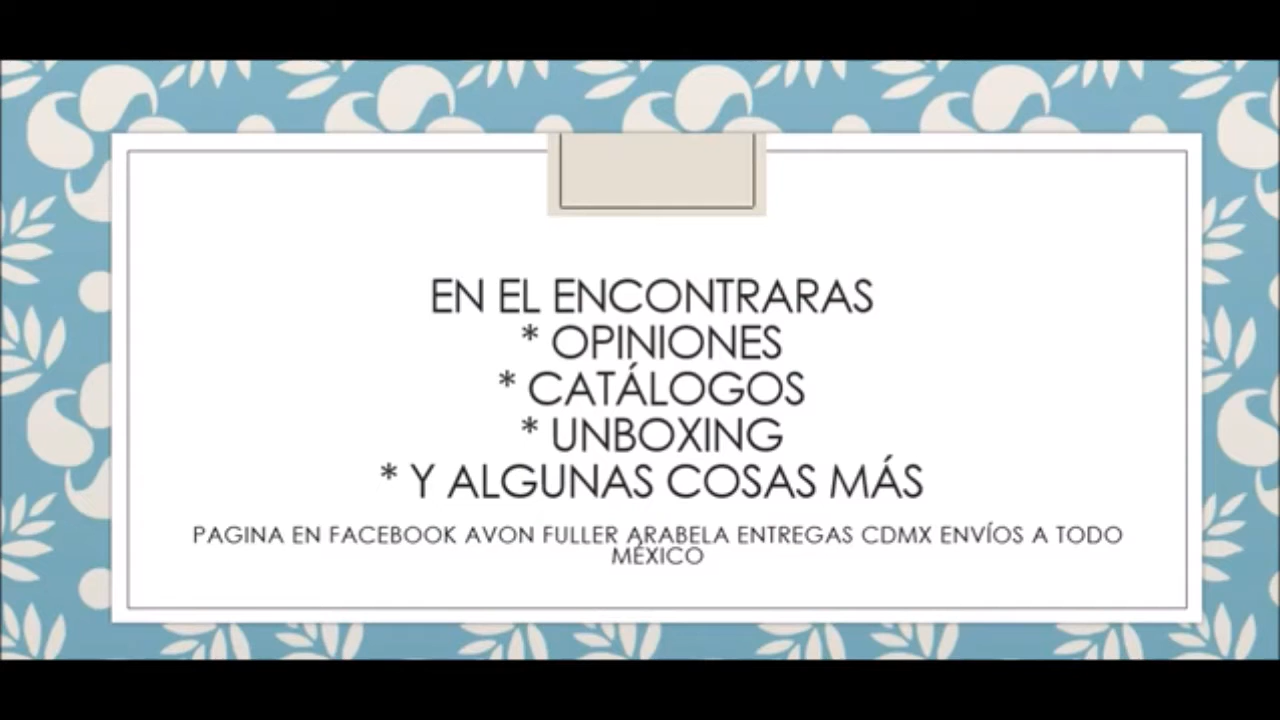 EN EL ENCONTRARAS
* OPINIONES
* CATÁLOGOS
* UNBOXING
* Y ALGUNAS COSAS MÁS
PAGINA EN FACEBOOK AVON FULLER ARABELA ENTREGAS CDMX ENVÍOS A TODO
MÉXICO